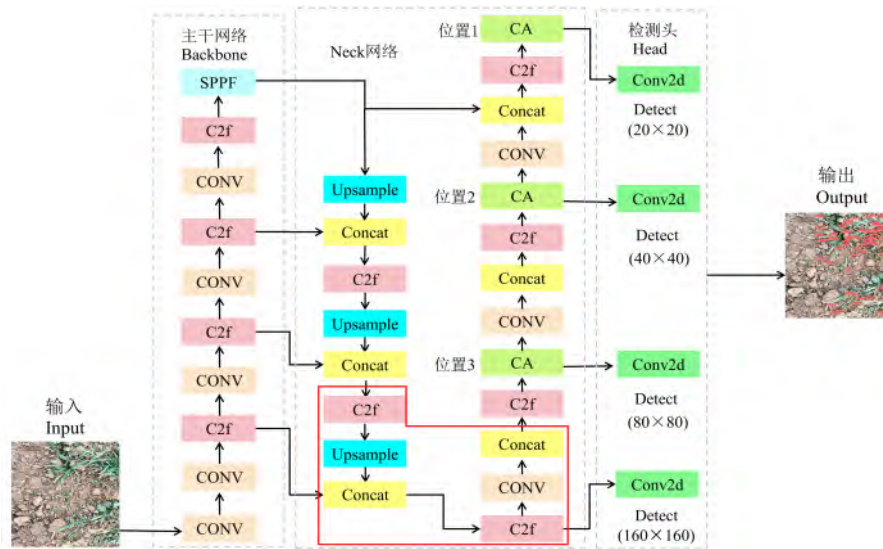 输入
Input
主干网络
Backbone
SPPF
C2f
CONV
C2f
CONV
C2f
CONV
C2f
CONV
CONV
Neck网络
Upsample
Concat
C2f
Upsample
Concat
C2f
Upsample
Concat
位置1
CA
C2f
Concat
CONV
位置2
CA
C2f
Concat
CONV
位置3
CA
C2f
Concat
CONV
C2f
检测头
Head
Conv2d
Detect
(20×20)
Conv2d
Detect
(40×40)
Conv2d
Detect
(80×80)
Conv2d
Detect
(160×160)
输出
Output